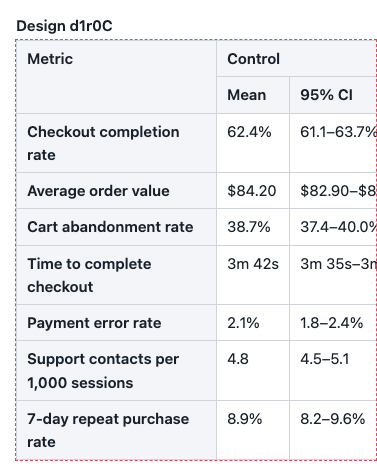 Design d1r0C
Metric Control
Mean 95% CI
Checkout completion 62.4% 61.1–63.7%
rate
Average order value $84.20 $82.90–$8
Cart abandonment rate 38.7% 37.4–40.0%
Time to complete 3m 42s 3m 35s–3m
checkout
Payment error rate 2.1% 1.8–2.4%
Support contacts per 4.8 4.5–5.1
1,000 sessions
7-day repeat purchase 8.9% 8.2–9.6%
rate